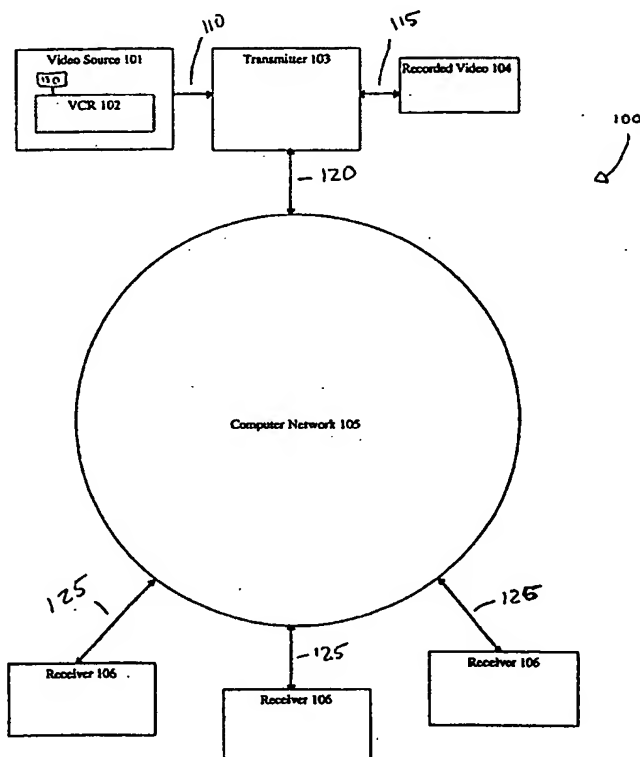 110
115
Video Source 101
Transmitter 103
Recorded Video 104
VCR 102
100
120
Computer Network 105
125
125
125
Receiver 106
Receiver 106
Receiver 106